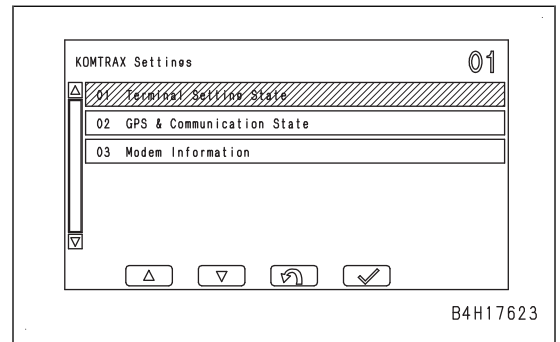 KOMTRAX Settings 01
01 Terminal Setting State
02 GPS & Communication State
03 Modem Information
B4H17623